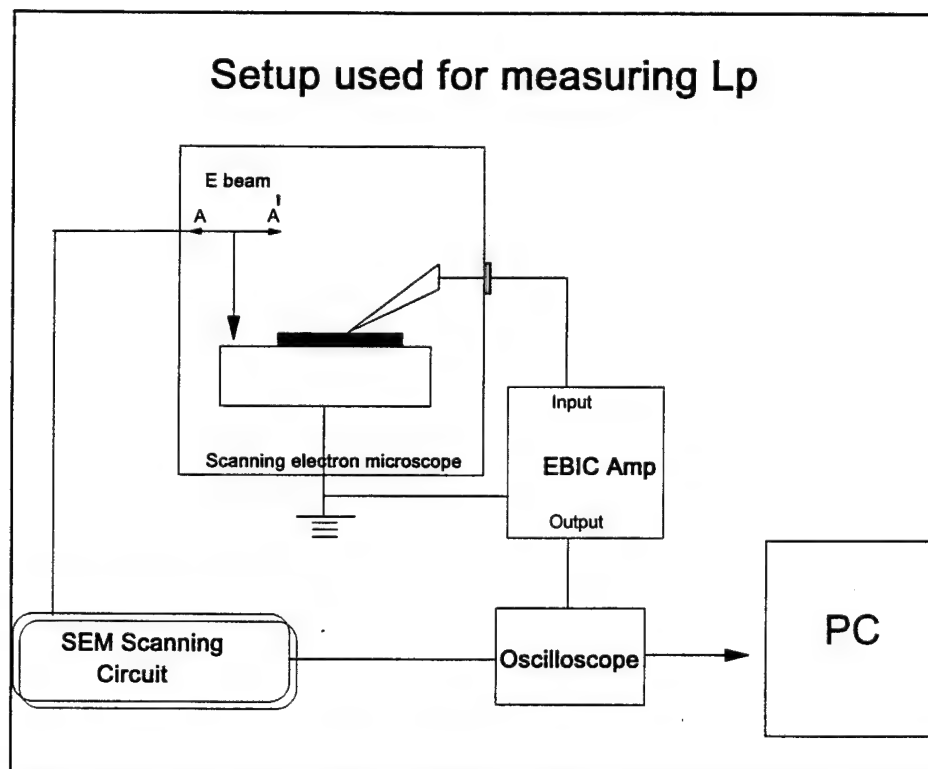 Setup used for measuring Lp
E beam
A A'
Input
EBIC Amp
Scanning electron microscope
Output
SEM Scanning
Circuit
Oscilloscope
PC